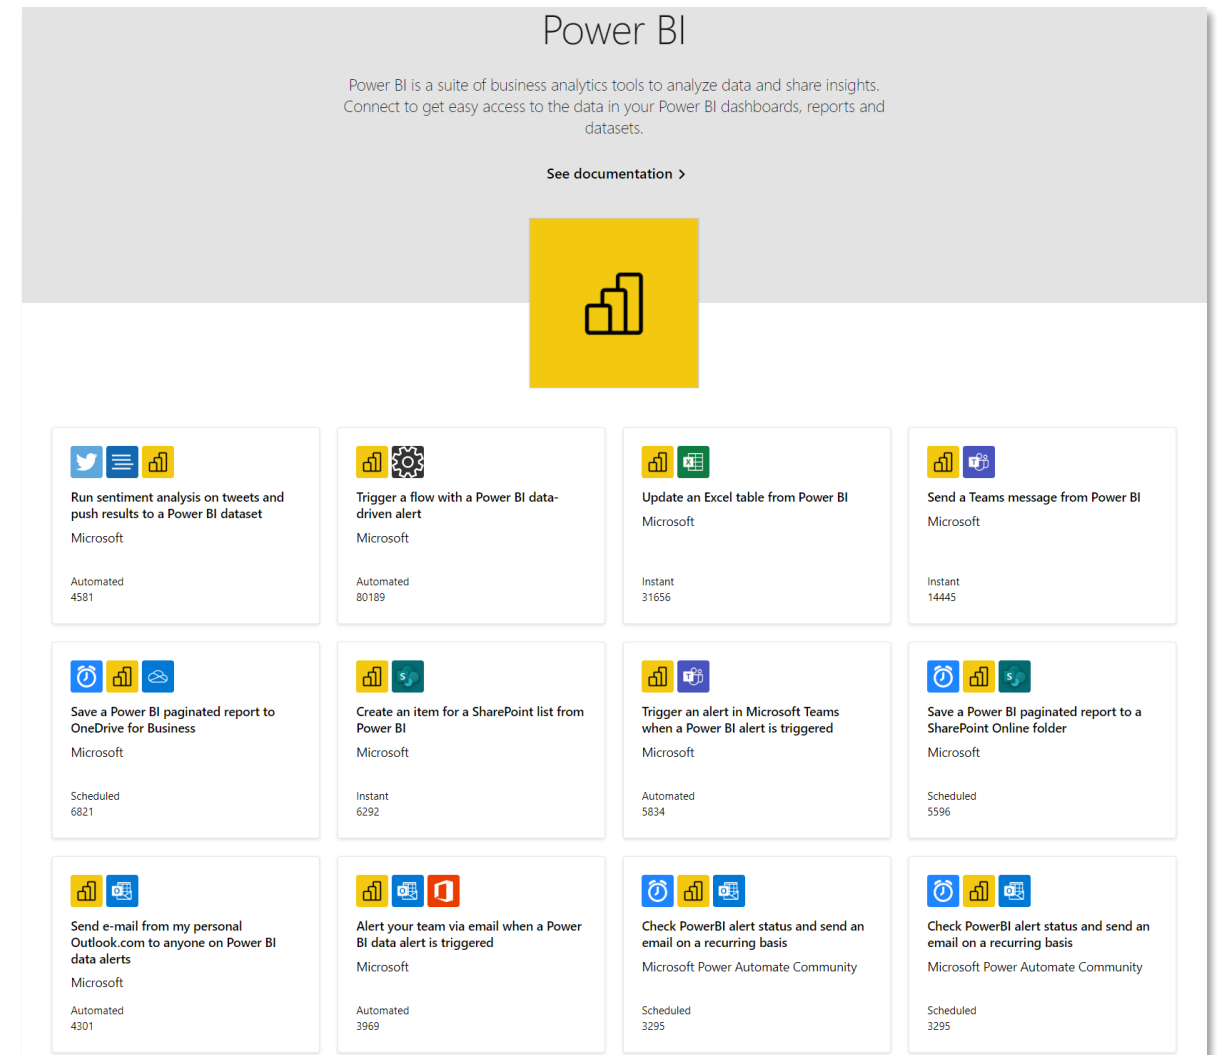 Power BI
Power BI is a suite of business analytics tools to analyze data and share insights.
Connect to get easy access to the data in your Power BI dashboards, reports and
datasets.
See documentation >
Run sentiment analysis on tweets and
push results to a Power BI dataset
Microsoft
Automated
4581
Trigger a flow with a Power BI data-
driven alert
Microsoft
Automated
80189
Update an Excel table from Power BI
Microsoft
Instant
31656
Send a Teams message from Power BI
Microsoft
Instant
14445
Save a Power BI paginated report to
OneDrive for Business
Microsoft
Scheduled
6821
Create an item for a SharePoint list from
Power BI
Microsoft
Instant
6292
Trigger an alert in Microsoft Teams
when a Power BI alert is triggered
Microsoft
Automated
5834
Save a Power BI paginated report to a
SharePoint Online folder
Microsoft
Scheduled
5596
Send e-mail from my personal
Outlook.com to anyone on Power BI
data alerts
Microsoft
Automated
4301
Alert your team via email when a Power
BI data alert is triggered
Microsoft
Automated
3969
Check PowerBI alert status and send an
email on a recurring basis
Microsoft Power Automate Community
Scheduled
3295
Check PowerBI alert status and send an
email on a recurring basis
Microsoft Power Automate Community
Scheduled
3295